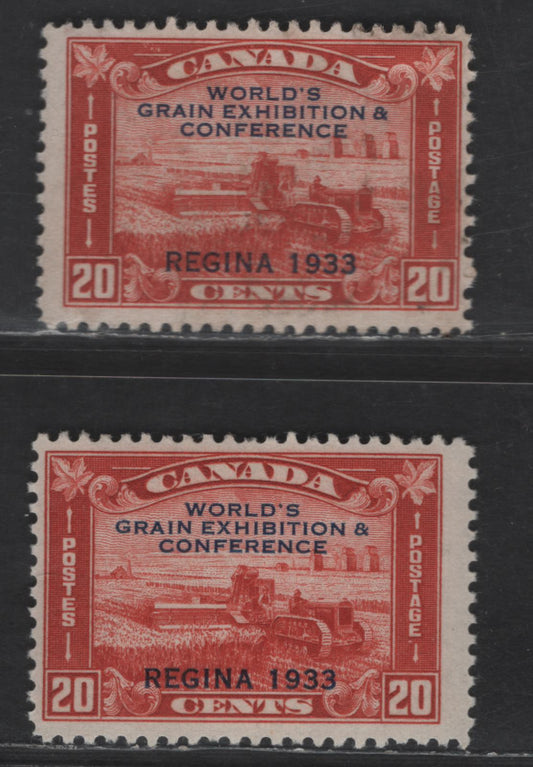 CANADA
WORLD'S
GRAIN EXHIBITION &
CONFERENCE
POSTES
POSTAGE
REGINA 1933
20 CENTS 20
CANADA
WORLD'S
GRAIN EXHIBITION &
CONFERENCE
POSTES
POSTAGE
REGINA 1933
20 CENTS 20